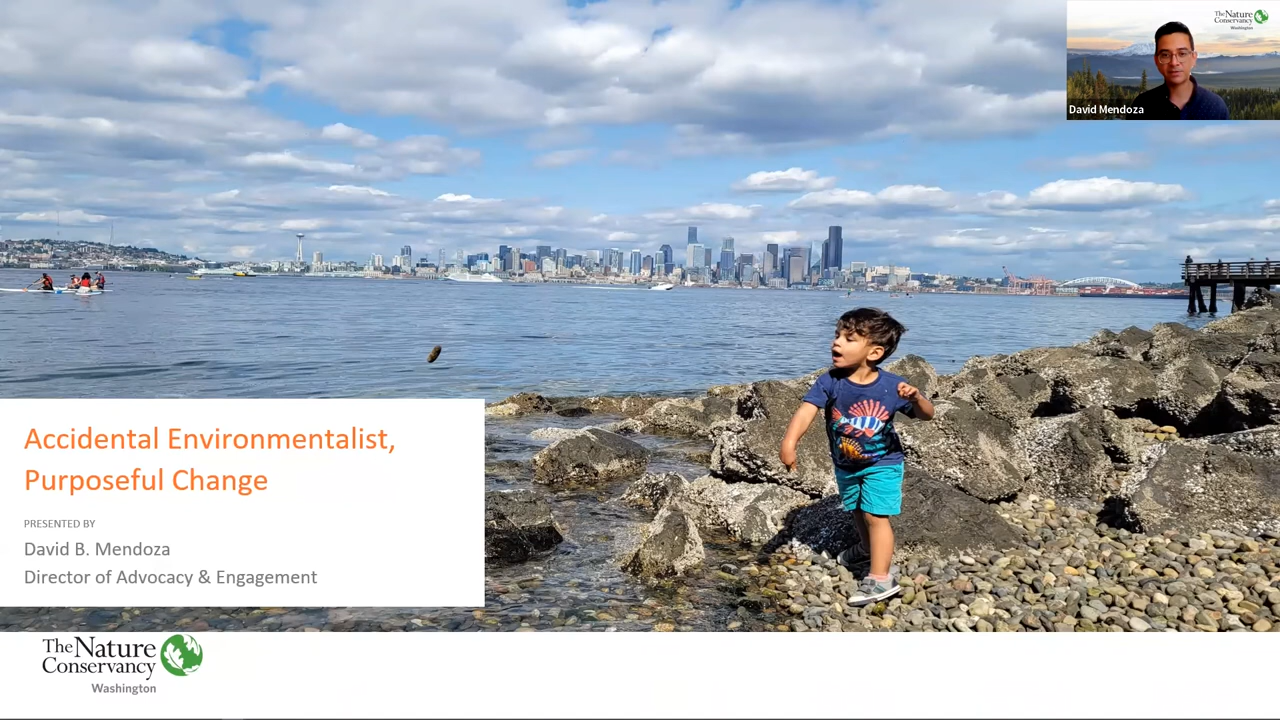 The Nature
Conservancy
Washington
David Mendoza
Accidental Environmentalist,
Purposeful Change
PRESENTED BY
David B. Mendoza
Director of Advocacy & Engagement
The Nature
Conservancy
Washington